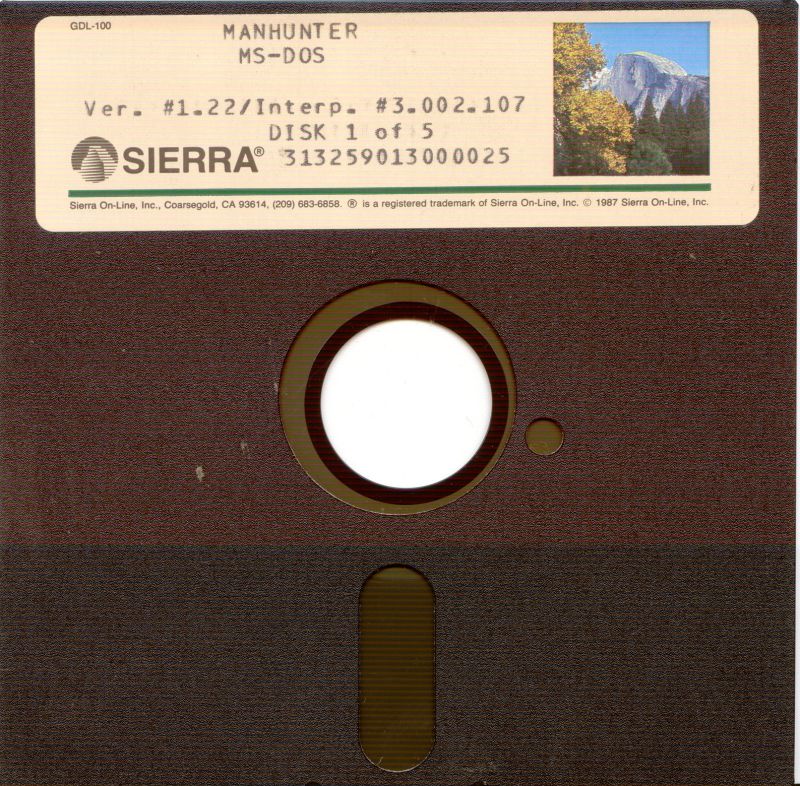 GDL-100
MANHUNTER
MS-DOS
Ver. #1.22/Interp. #3.002.107
DISK 1 of 5
SIERRA® 313259013000025
Sierra On-Line, Inc., Coarsegold, CA 93614, (209) 683-6858. ® is a registered trademark of Sierra On-Line, Inc. © 1987 Sierra On-Line, Inc.